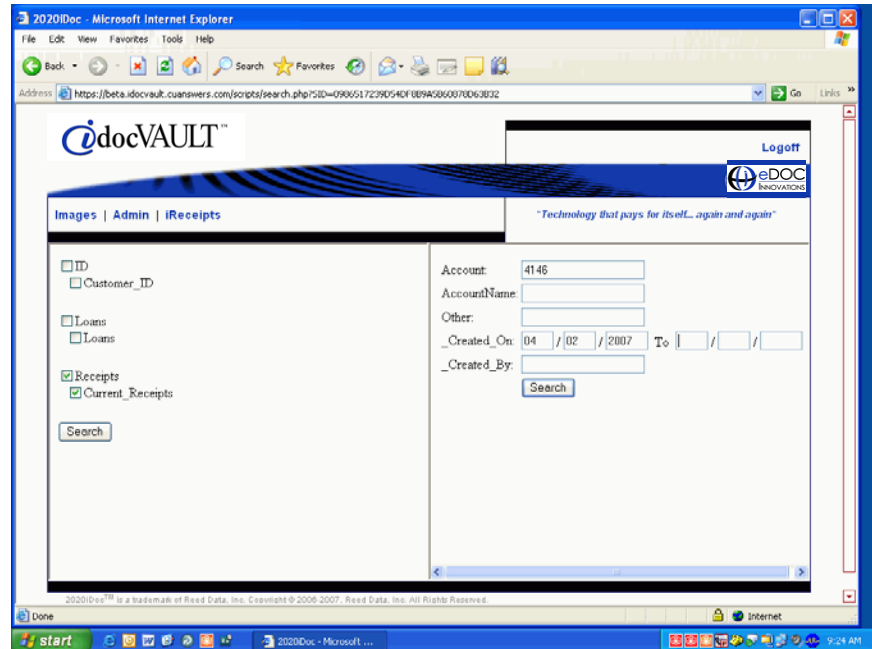 2020iDoc - Microsoft Internet Explorer
File Edit View Favorites Tools Help
Back Search Favorites
Address https://beta.idocvault.cuanswers.com/scripts/search.php?SID= Go Links »
idocVAULT™
Logoff
eDOC
INNOVATIONS
Images | Admin | iReceipts
"Technology that pays for itself... again and again"
ID
Customer_ID
Loans
Loans
Receipts
Current_Receipts
Search
Account: 4146
AccountName:
Other:
_Created_On: 04 / 02 / 2007 To / /
_Created_By:
Search
2020iDoc™ is a trademark of Reed Data, Inc. Copyright © 2006-2007, Reed Data, Inc. All Rights Reserved.
Done Internet
start 2020iDoc - Microsoft ... 9:24 AM